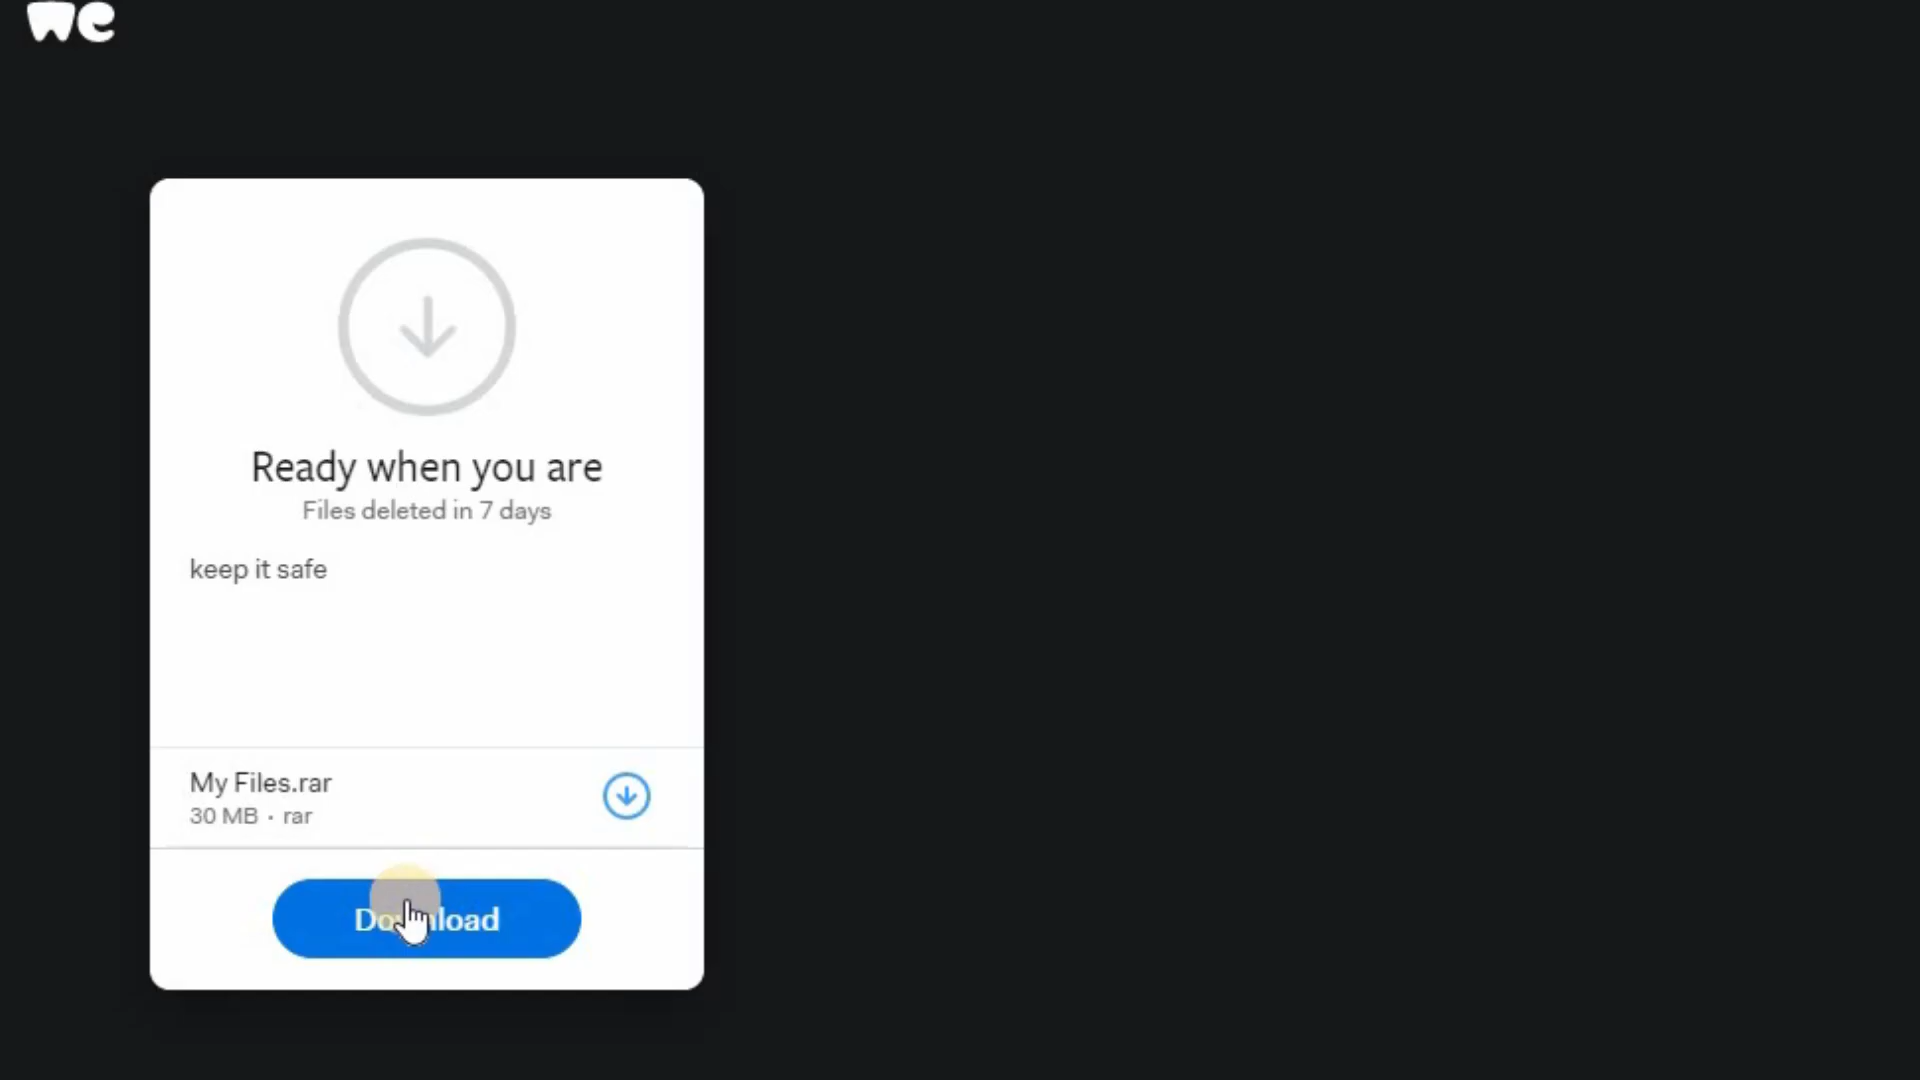 we
Ready when you are
Files deleted in 7 days
keep it safe
My Files.rar
30 MB · rar
Download